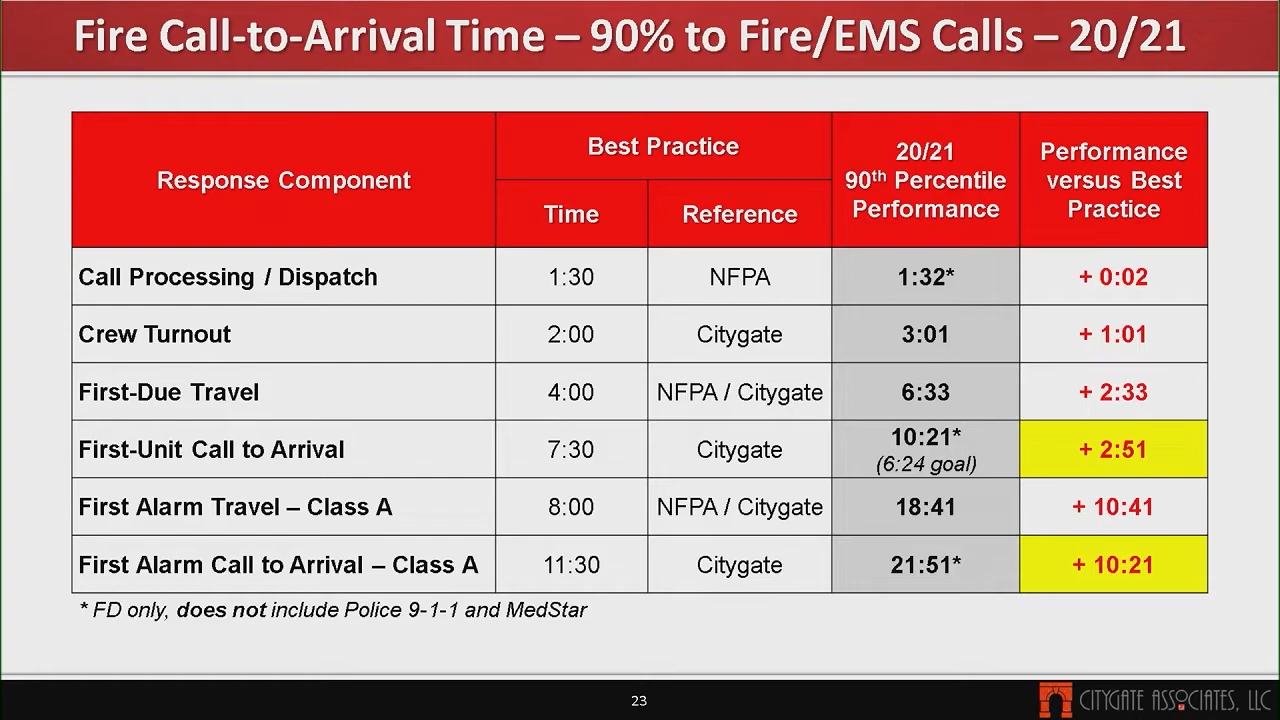 Fire Call-to-Arrival Time – 90% to Fire/EMS Calls – 20/21
Response Component
Best Practice
Time
Reference
20/21
90th Percentile
Performance
Performance
versus Best
Practice
Call Processing / Dispatch
1:30
NFPA
1:32*
+ 0:02
Crew Turnout
2:00
Citygate
3:01
+ 1:01
First-Due Travel
4:00
NFPA / Citygate
6:33
+ 2:33
First-Unit Call to Arrival
7:30
Citygate
10:21*
(6:24 goal)
+ 2:51
First Alarm Travel – Class A
8:00
NFPA / Citygate
18:41
+ 10:41
First Alarm Call to Arrival – Class A
11:30
Citygate
21:51*
+ 10:21
* FD only, does not include Police 9-1-1 and MedStar
23
CITYGATE ASSOCIATES, LLC